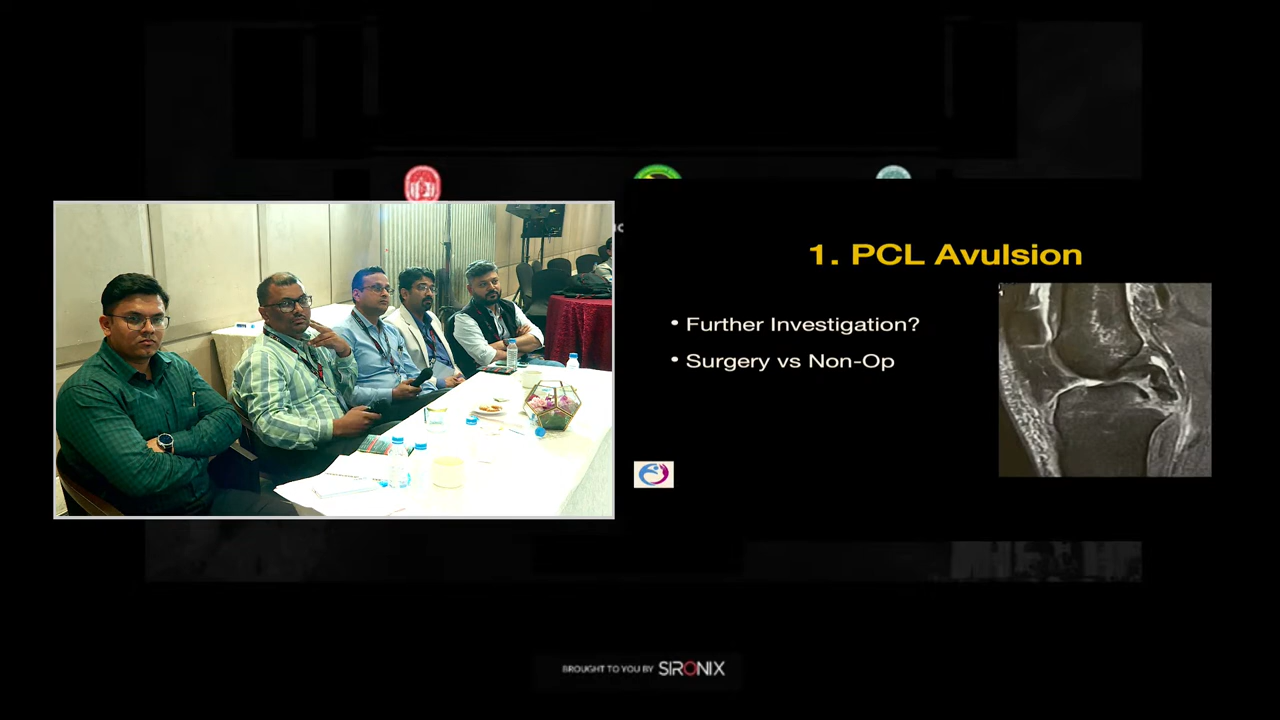 1. PCL Avulsion
• Further Investigation?
• Surgery vs Non-Op
BROUGHT TO YOU BY SIRONIX